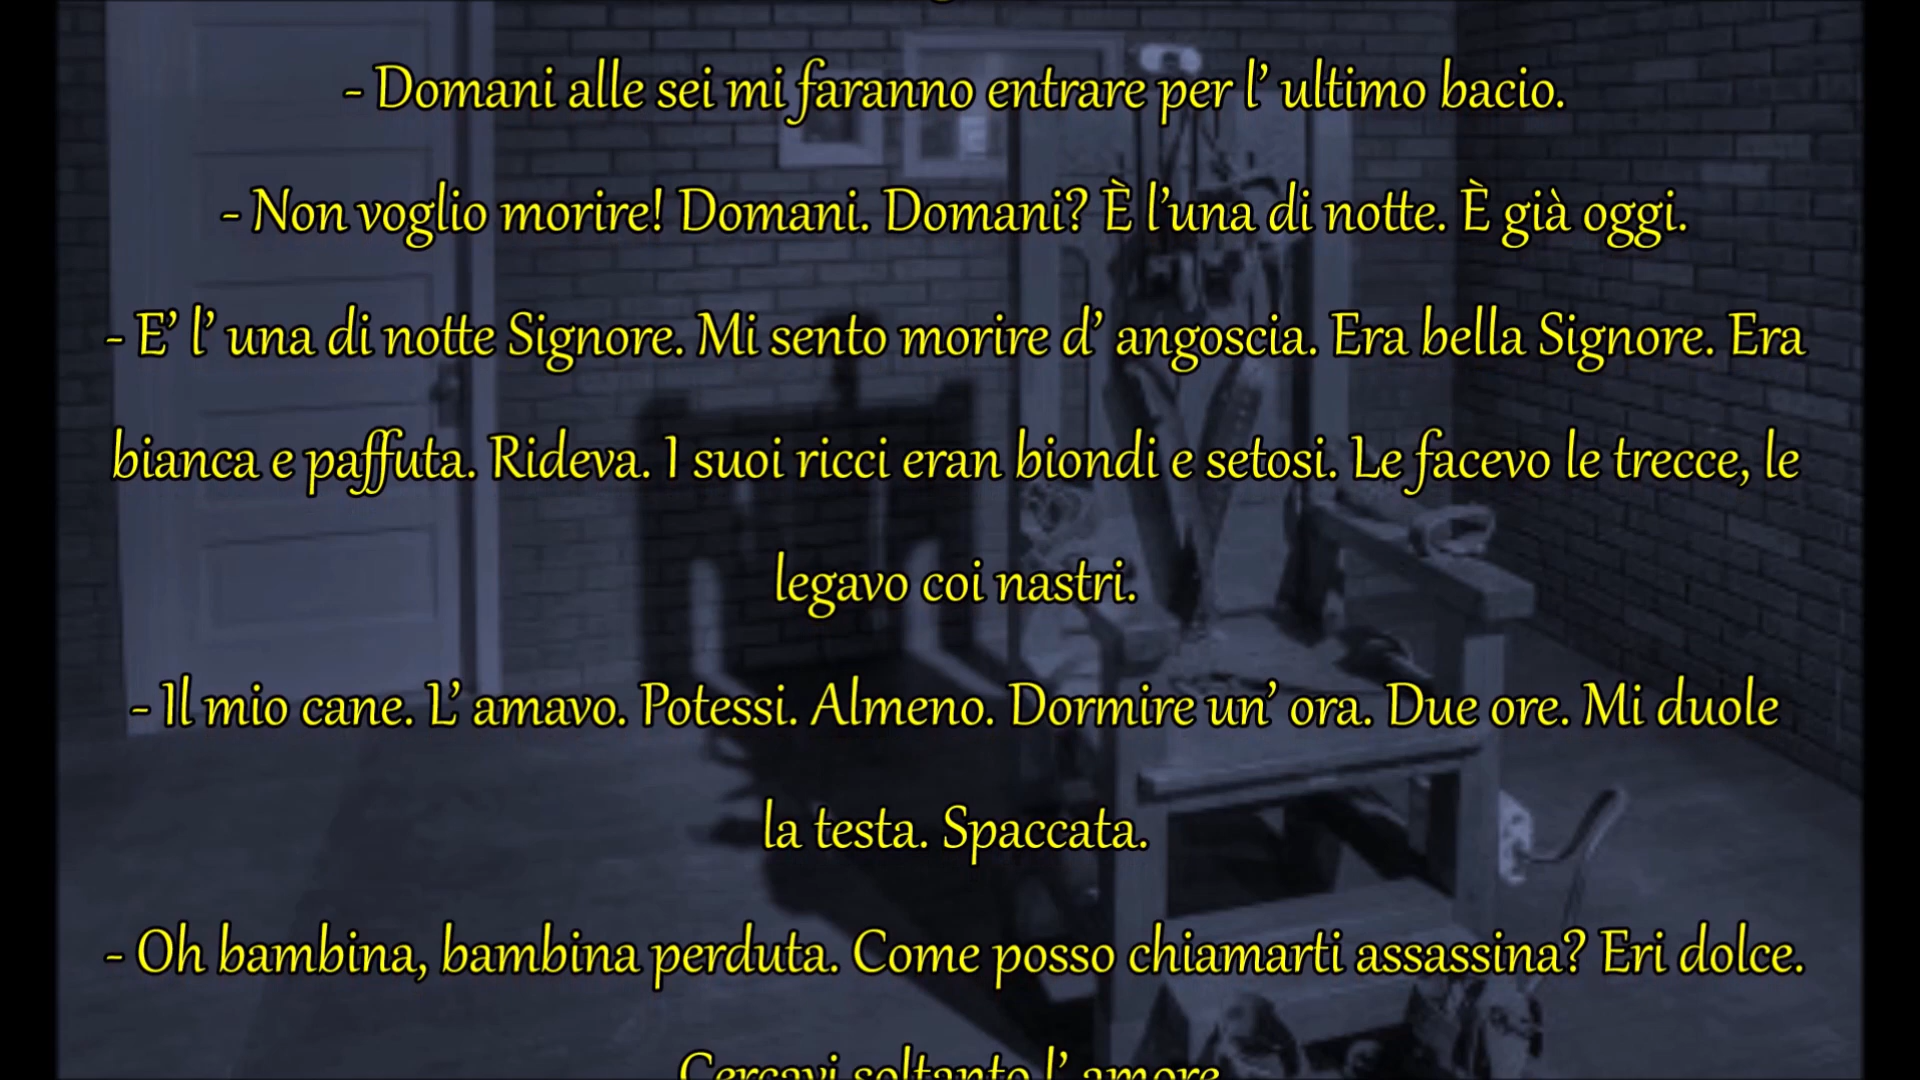 - Domani alle sei mi faranno entrare per l’ ultimo bacio.
- Non voglio morire! Domani. Domani? È l’una di notte. È già oggi.
- E’ l’ una di notte Signore. Mi sento morire d’ angoscia. Era bella Signore. Era
bianca e paffuta. Rideva. I suoi ricci eran biondi e setosi. Le facevo le trecce, le
legavo coi nastri.
- Il mio cane. L’ amavo. Potessi. Almeno. Dormire un’ ora. Due ore. Mi duole
la testa. Spaccata.
- Oh bambina, bambina perduta. Come posso chiamarti assassina? Eri dolce.
Cercavi soltanto l’ amore